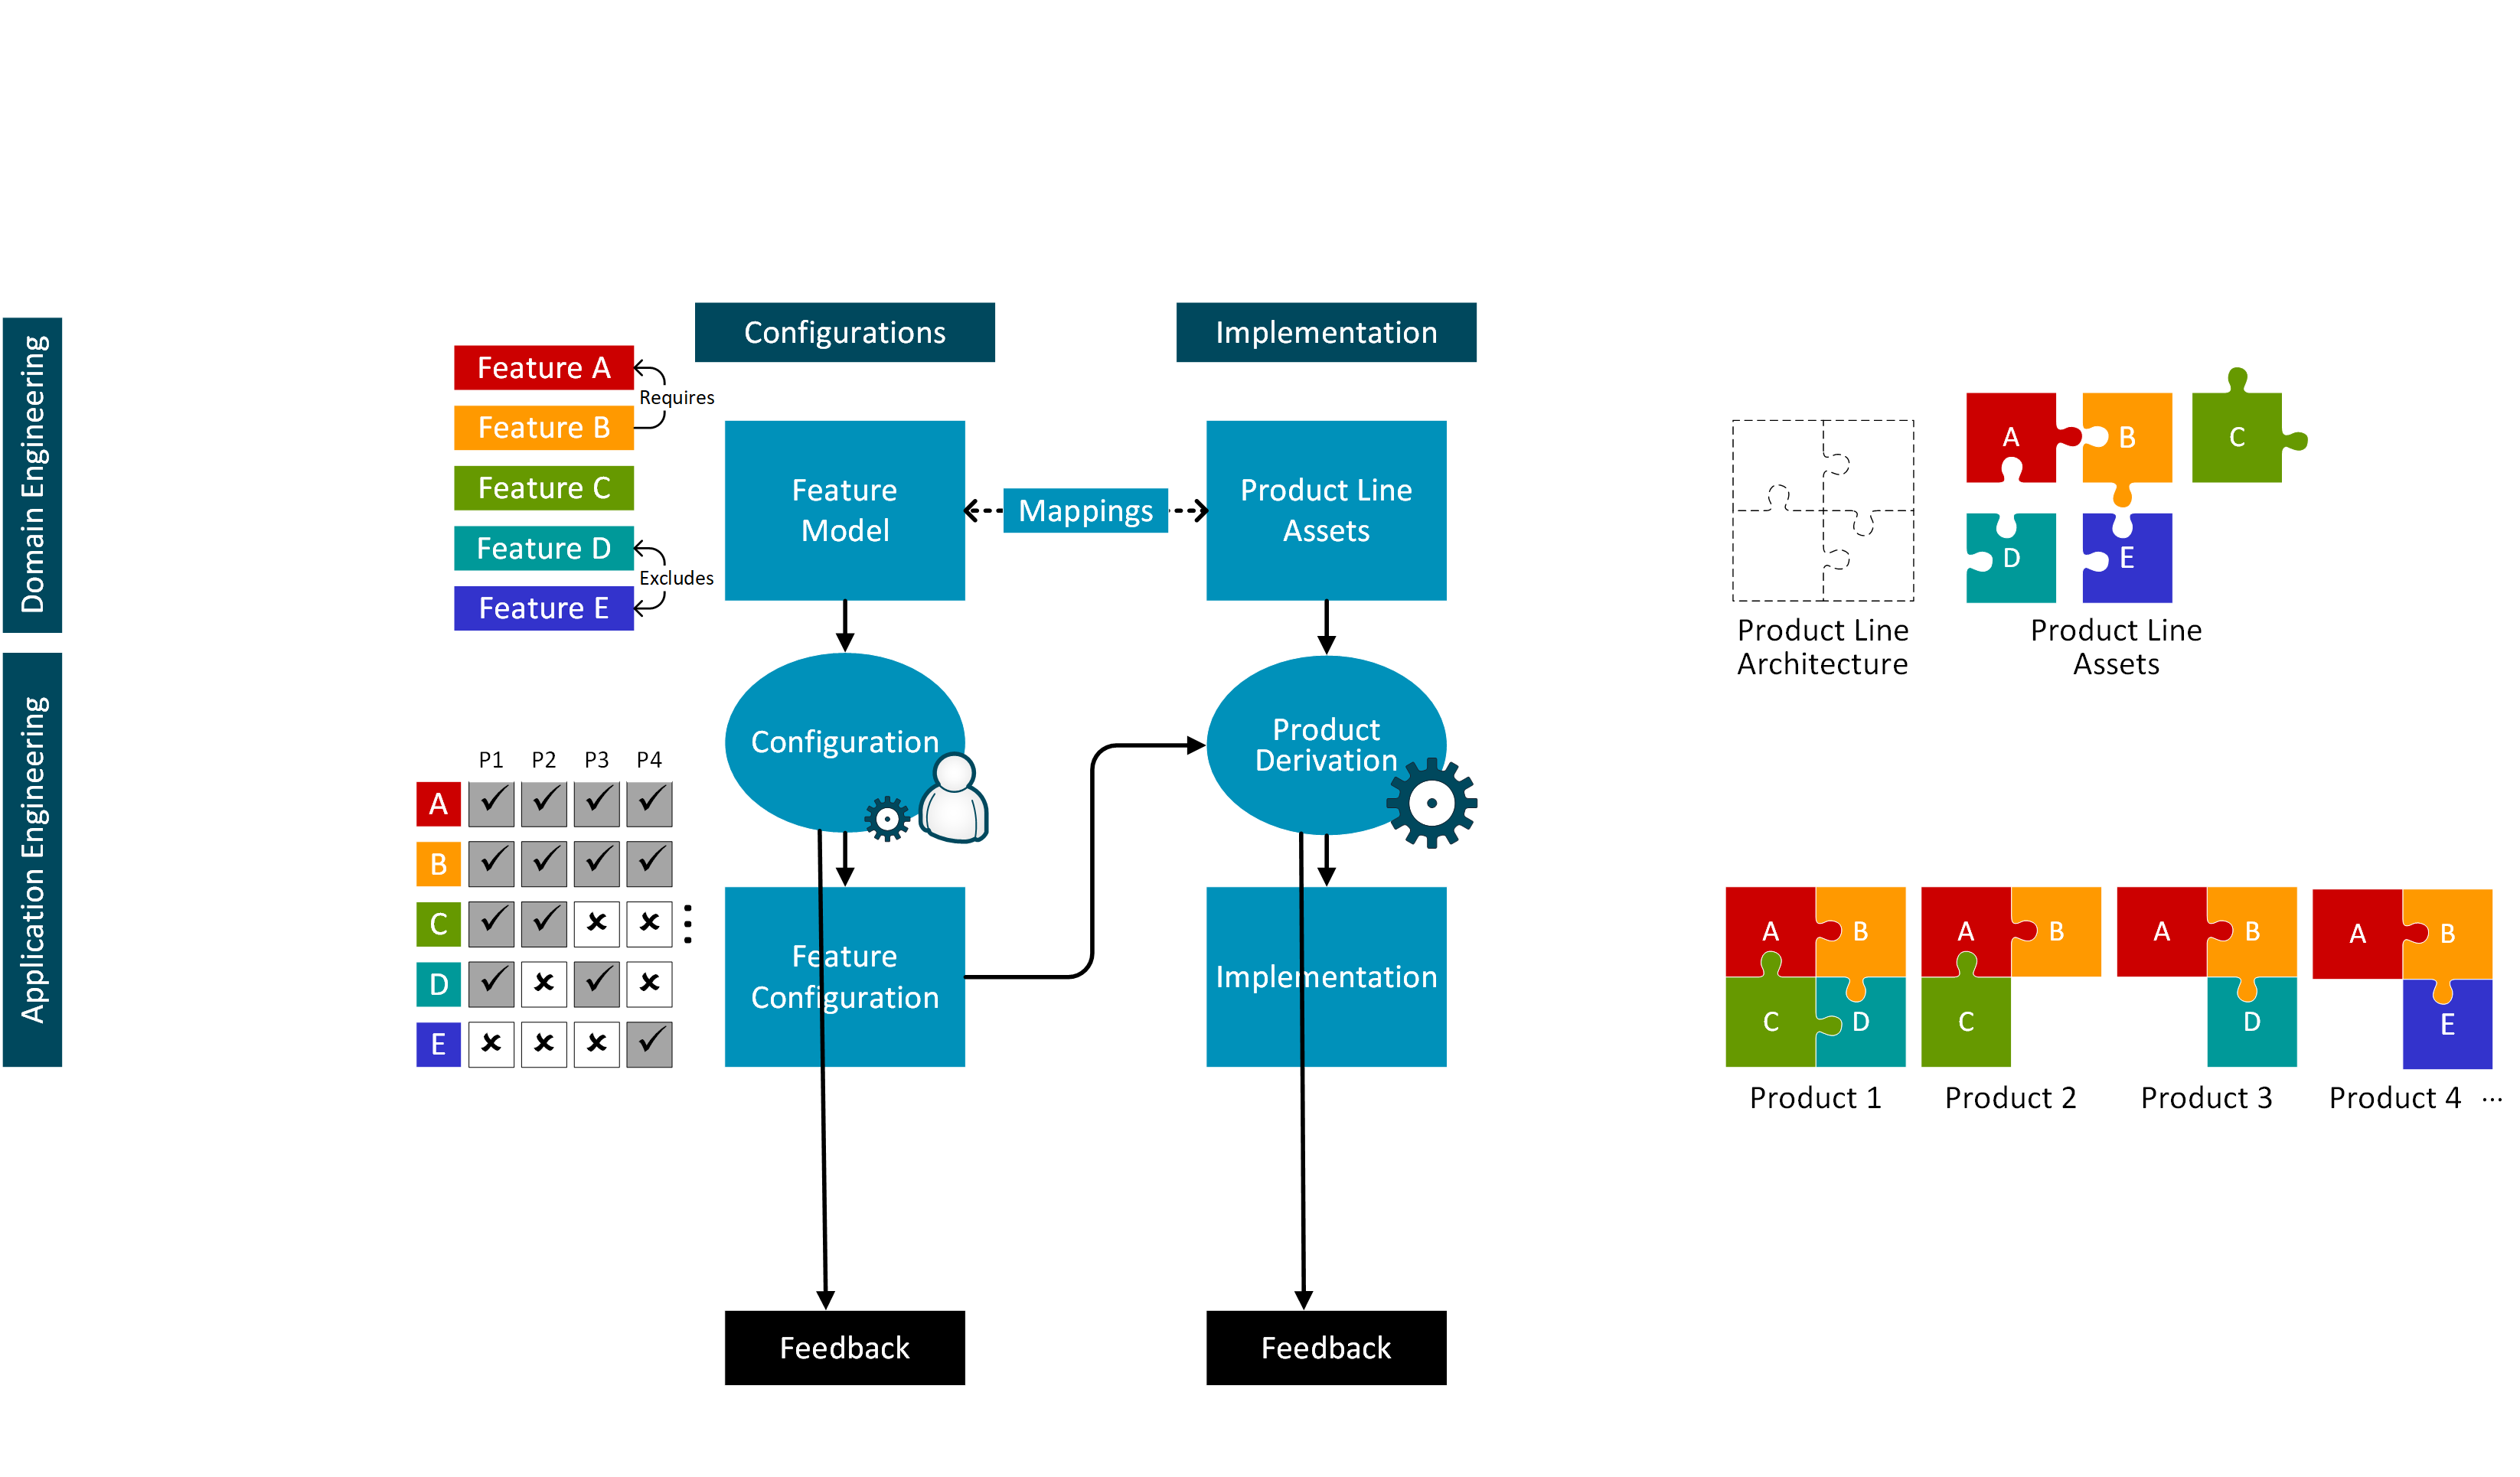 Domain Engineering
Application Engineering
Configurations
Implementation
Feature A
Feature B
Feature C
Feature D
Feature E
Requires
Excludes
Feature
Model
Mappings
Product Line
Assets
A
B
C
D
E
Product Line
Architecture
Product Line
Assets
Configuration
Product
Derivation
P1 P2 P3 P4
A
B
C
D
E
Feature
Configuration
Implementation
A B
C D
Product 1
A B
C
Product 2
A B
D
Product 3
A B
E
Product 4 ...
Feedback
Feedback